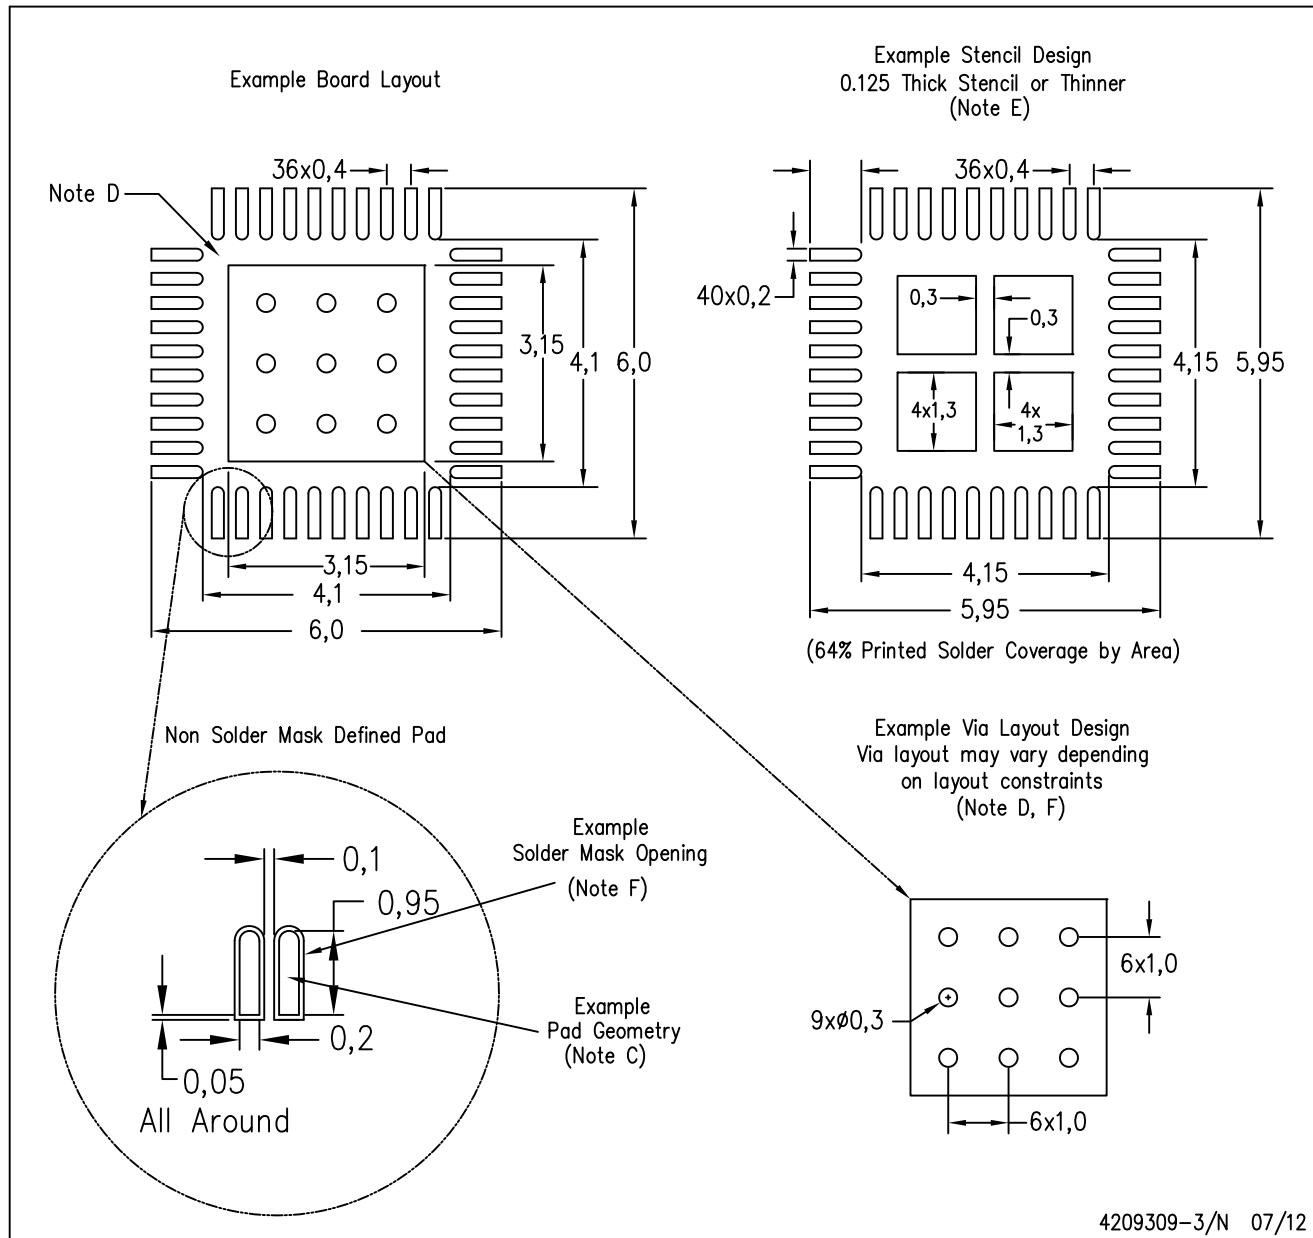 Example Board Layout
36x0,4
Note D
3,15
4,1
6,0
3,15
4,1
6,0
Example Stencil Design
0.125 Thick Stencil or Thinner
(Note E)
36x0,4
40x0,2
0,3
0,3
4x1,3
4x
1,3
4,15
5,95
4,15
5,95
(64% Printed Solder Coverage by Area)
Non Solder Mask Defined Pad
0,1
0,95
0,2
0,05
All Around
Example
Solder Mask Opening
(Note F)
Example
Pad Geometry
(Note C)
Example Via Layout Design
Via layout may vary depending
on layout constraints
(Note D, F)
6x1,0
9xø0,3
6x1,0
4209309-3/N 07/12